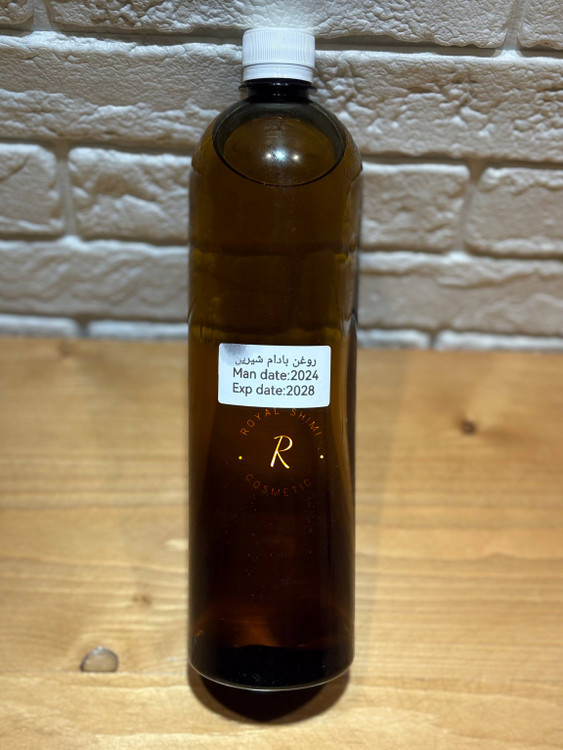 روغن بادام شیرین
Man date:2024
Exp date:2028
ROYAL SHIMI
R
COSMETIC